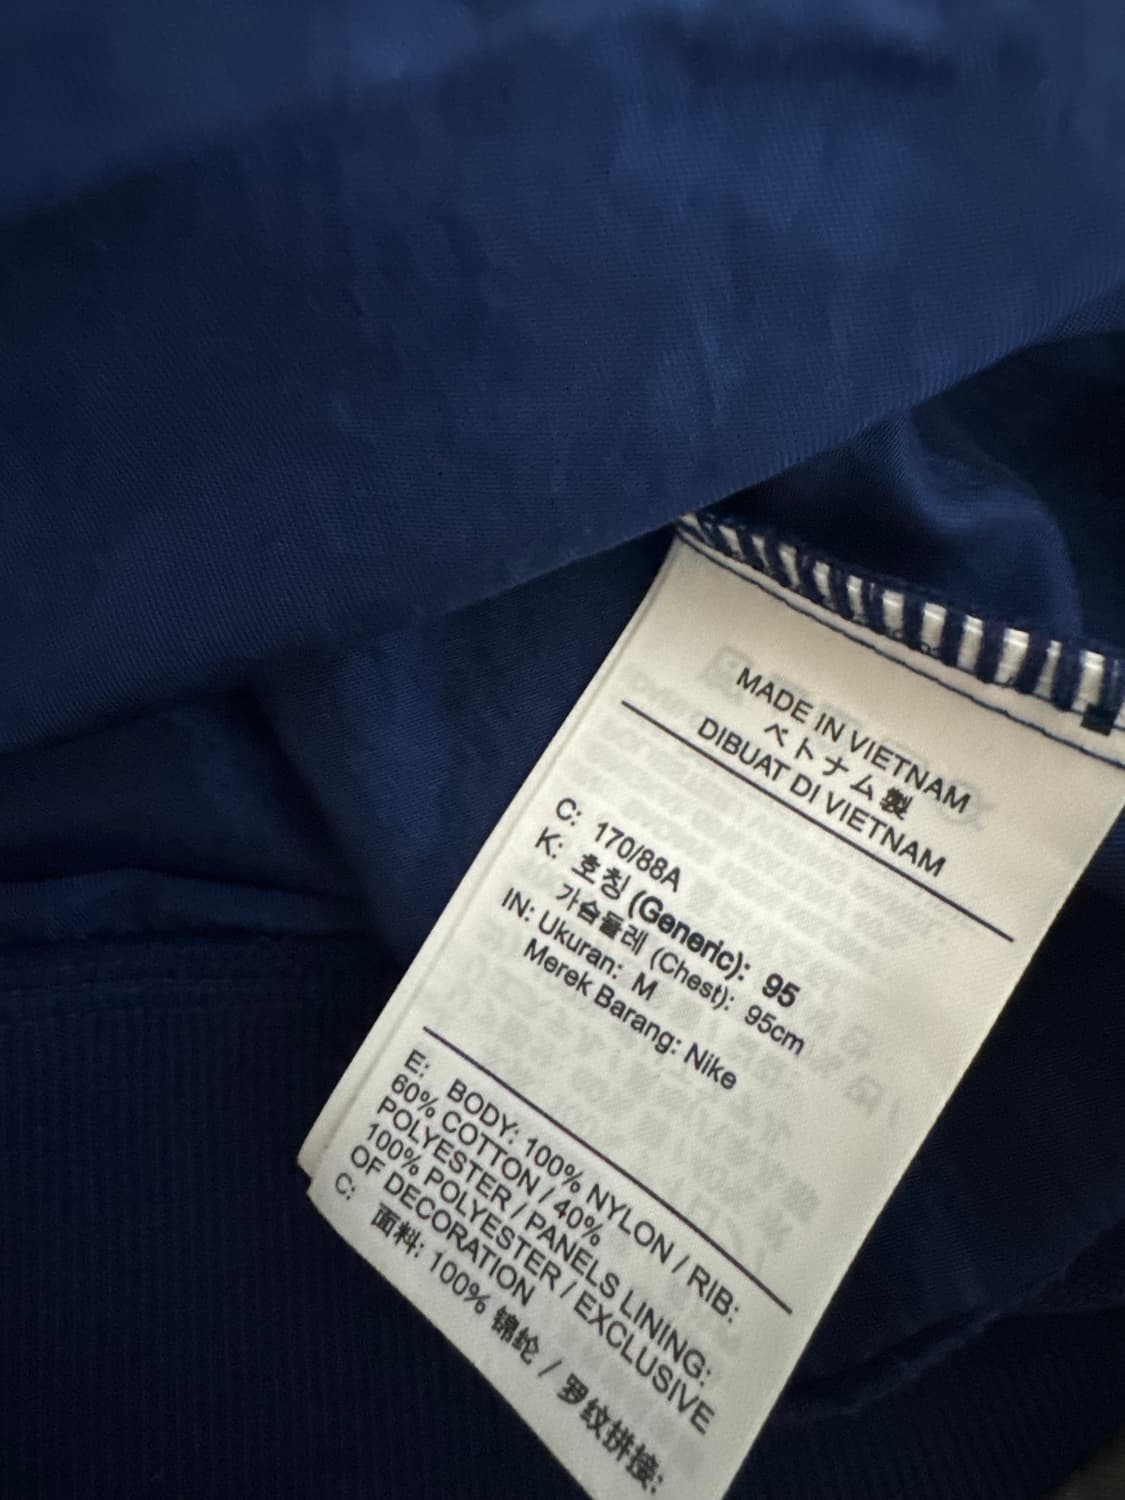 MADE IN VIETNAM
ベトナム製
DIBUAT DI VIETNAM
C: 170/88A
K: 호칭 (Generic): 95
가슴둘레 (Chest): 95cm
IN: Ukuran: M
Merek Barang: Nike
E: BODY: 100% NYLON / RIB:
60% COTTON / 40%
POLYESTER / PANELS LINING:
100% POLYESTER / EXCLUSIVE
OF DECORATION
C: 面料: 100% 锦纶 / 罗纹拼接: